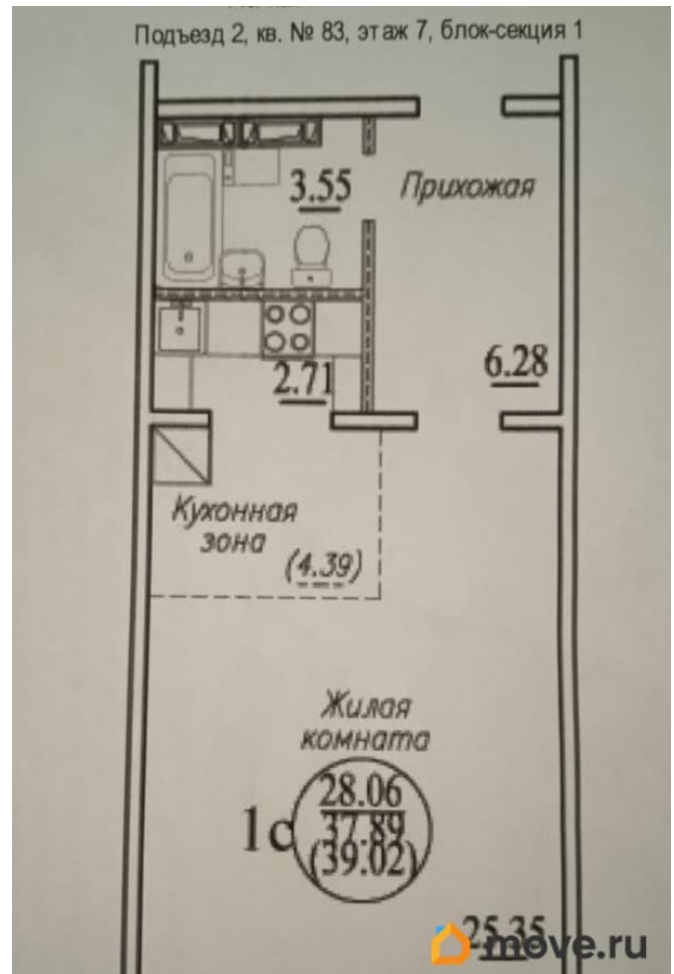 Подъезд 2, кв. № 83, этаж 7, блок-секция 1
3.55
Прихожая
6.28
2.71
Кухонная
зона
(4.39)
Жилая
комната
1с
28.06
37.89
(39.02)
25.35
move.ru